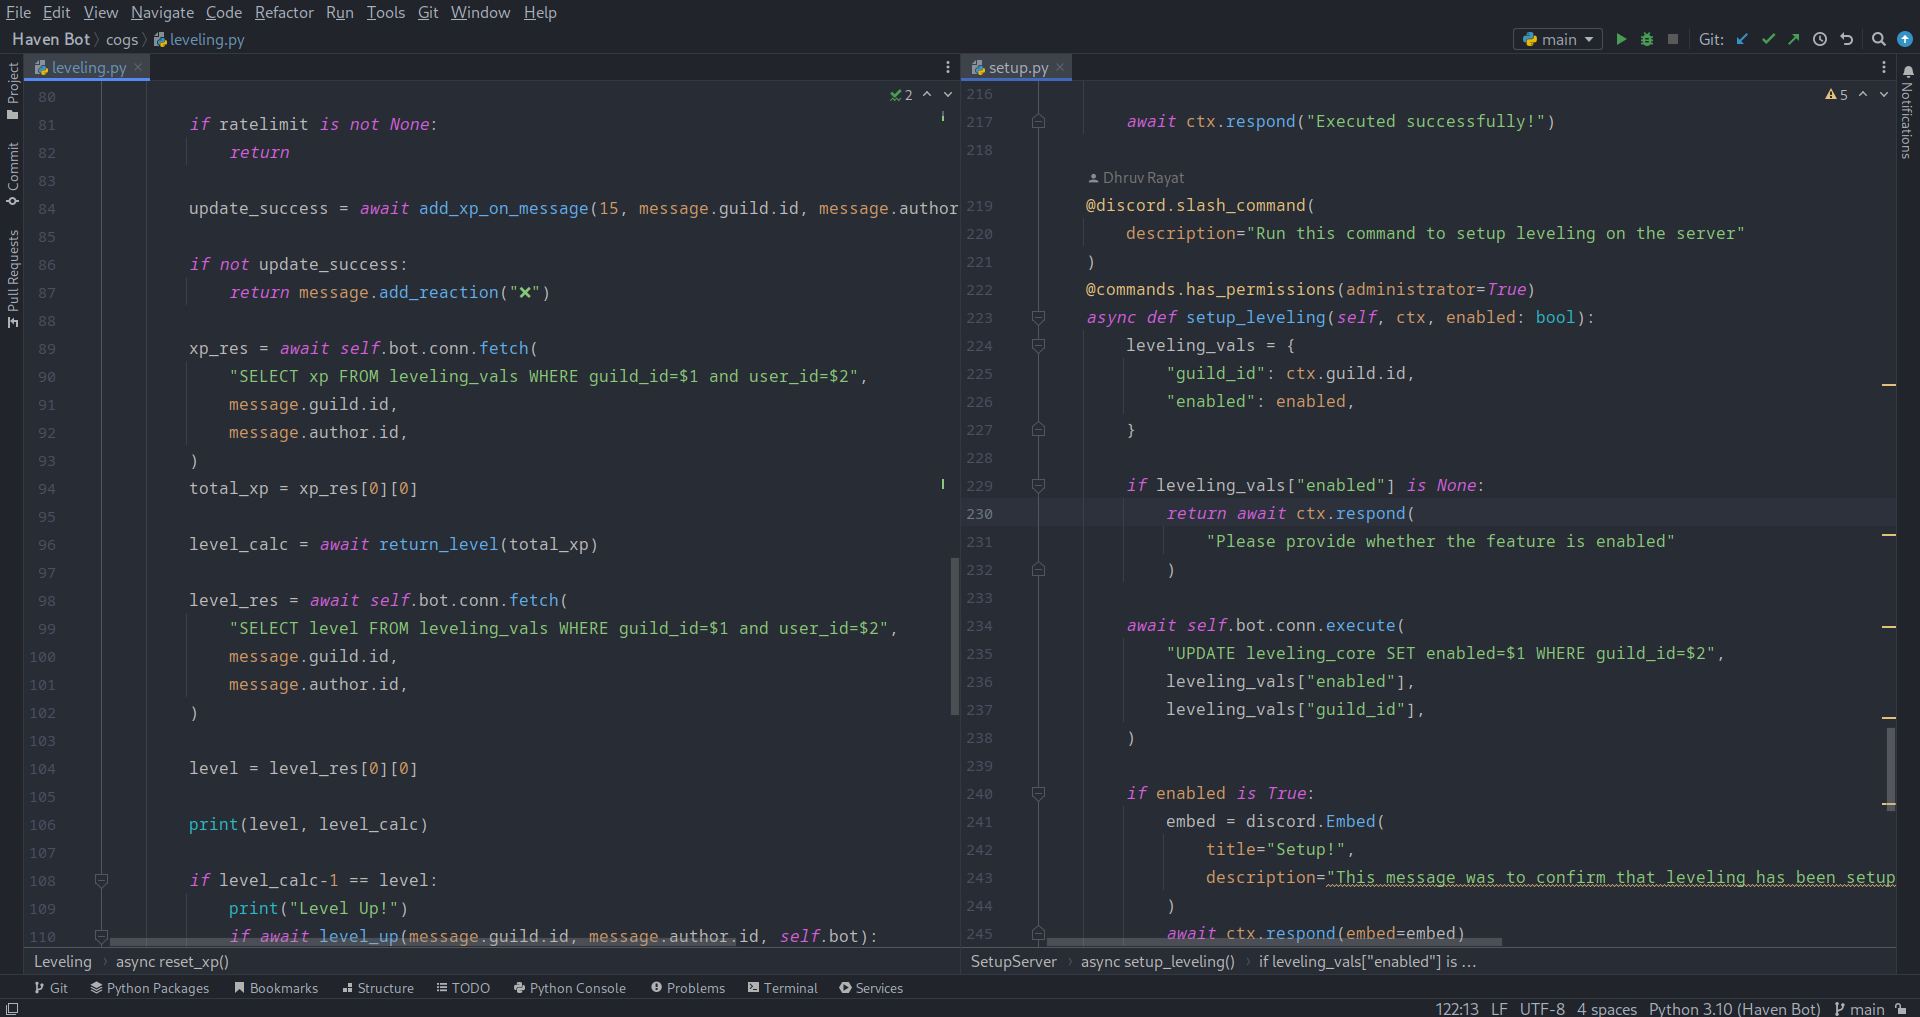 File Edit View Navigate Code Refactor Run Tools Git Window Help
Haven Bot cogs leveling.py
main Git:
leveling.py
setup.py
Project
Commit
Pull Requests
Notifications
2
80
81 if ratelimit is not None:
82 return
83
84 update_success = await add_xp_on_message(15, message.guild.id, message.author
85
86 if not update_success:
87 return message.add_reaction("❌")
88
89 xp_res = await self.bot.conn.fetch(
90 "SELECT xp FROM leveling_vals WHERE guild_id=$1 and user_id=$2",
91 message.guild.id,
92 message.author.id,
93 )
94 total_xp = xp_res[0][0]
95
96 level_calc = await return_level(total_xp)
97
98 level_res = await self.bot.conn.fetch(
99 "SELECT level FROM leveling_vals WHERE guild_id=$1 and user_id=$2",
100 message.guild.id,
101 message.author.id,
102 )
103
104 level = level_res[0][0]
105
106 print(level, level_calc)
107
108 if level_calc-1 == level:
109 print("Level Up!")
110 if await level_up(message.guild.id, message.author.id, self.bot):
Leveling async reset_xp()
5
216
217 await ctx.respond("Executed successfully!")
218
Dhruv Rayat
219 @discord.slash_command(
220 description="Run this command to setup leveling on the server"
221 )
222 @commands.has_permissions(administrator=True)
223 async def setup_leveling(self, ctx, enabled: bool):
224 leveling_vals = {
225 "guild_id": ctx.guild.id,
226 "enabled": enabled,
227 }
228
229 if leveling_vals["enabled"] is None:
230 return await ctx.respond(
231 "Please provide whether the feature is enabled"
232 )
233
234 await self.bot.conn.execute(
235 "UPDATE leveling_core SET enabled=$1 WHERE guild_id=$2",
236 leveling_vals["enabled"],
237 leveling_vals["guild_id"],
238 )
239
240 if enabled is True:
241 embed = discord.Embed(
242 title="Setup!",
243 description="This message was to confirm that leveling has been setup
244 )
245 await ctx.respond(embed=embed)
SetupServer async setup_leveling() if leveling_vals["enabled"] is ...
Git Python Packages Bookmarks Structure TODO Python Console Problems Terminal Services
122:13 LF UTF-8 4 spaces Python 3.10 (Haven Bot) main